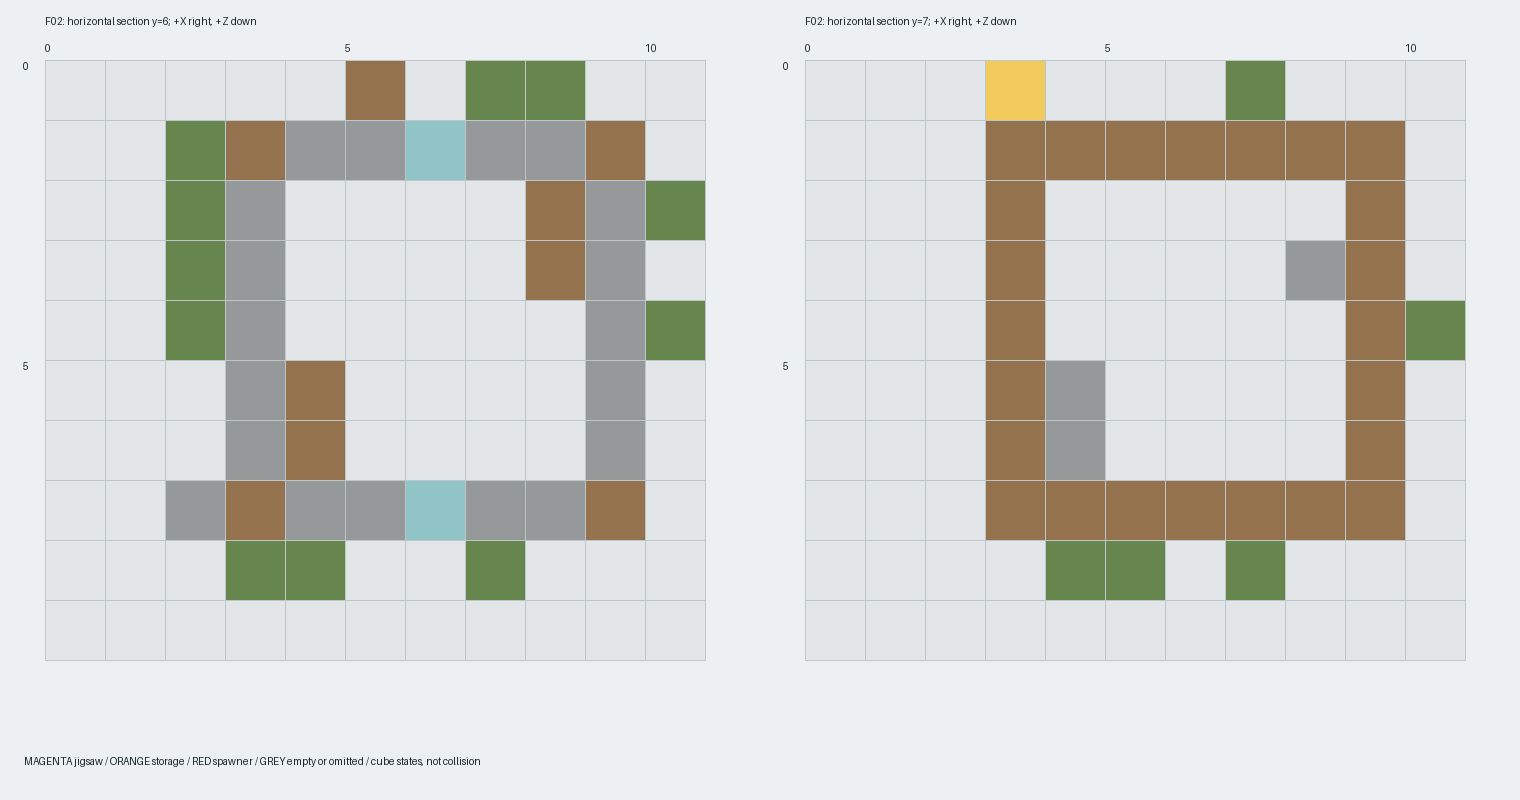 F02: horizontal section y=6; +X right, +Z down
F02: horizontal section y=7; +X right, +Z down
0 5 10
0 5 10
0
0
5
5
MAGENTA jigsaw / ORANGE storage / RED spawner / GREY empty or omitted / cube states, not collision